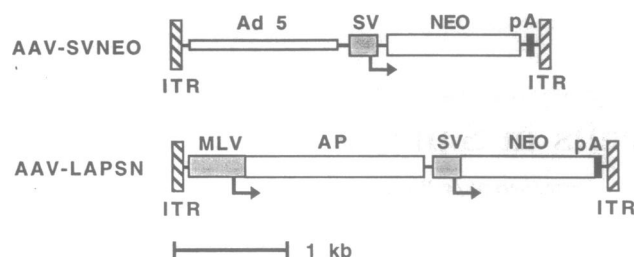 Ad 5 SV NEO pA
AAV-SVNEO
ITR ITR
MLV AP SV NEO pA
AAV-LAPSN
ITR ITR
1 kb